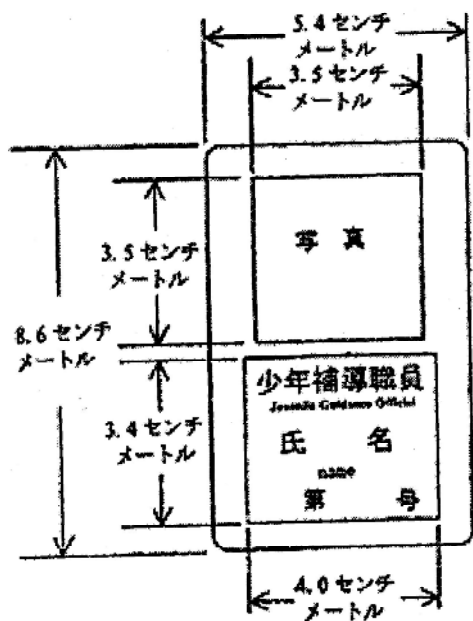 5.4センチ
メートル
3.5センチ
メートル
写真
3.5センチ
メートル
8.6センチ
メートル
少年補導職員
Juvenile Guidance Official
3.4センチ
メートル
氏名
name
第号
4.0センチ
メートル